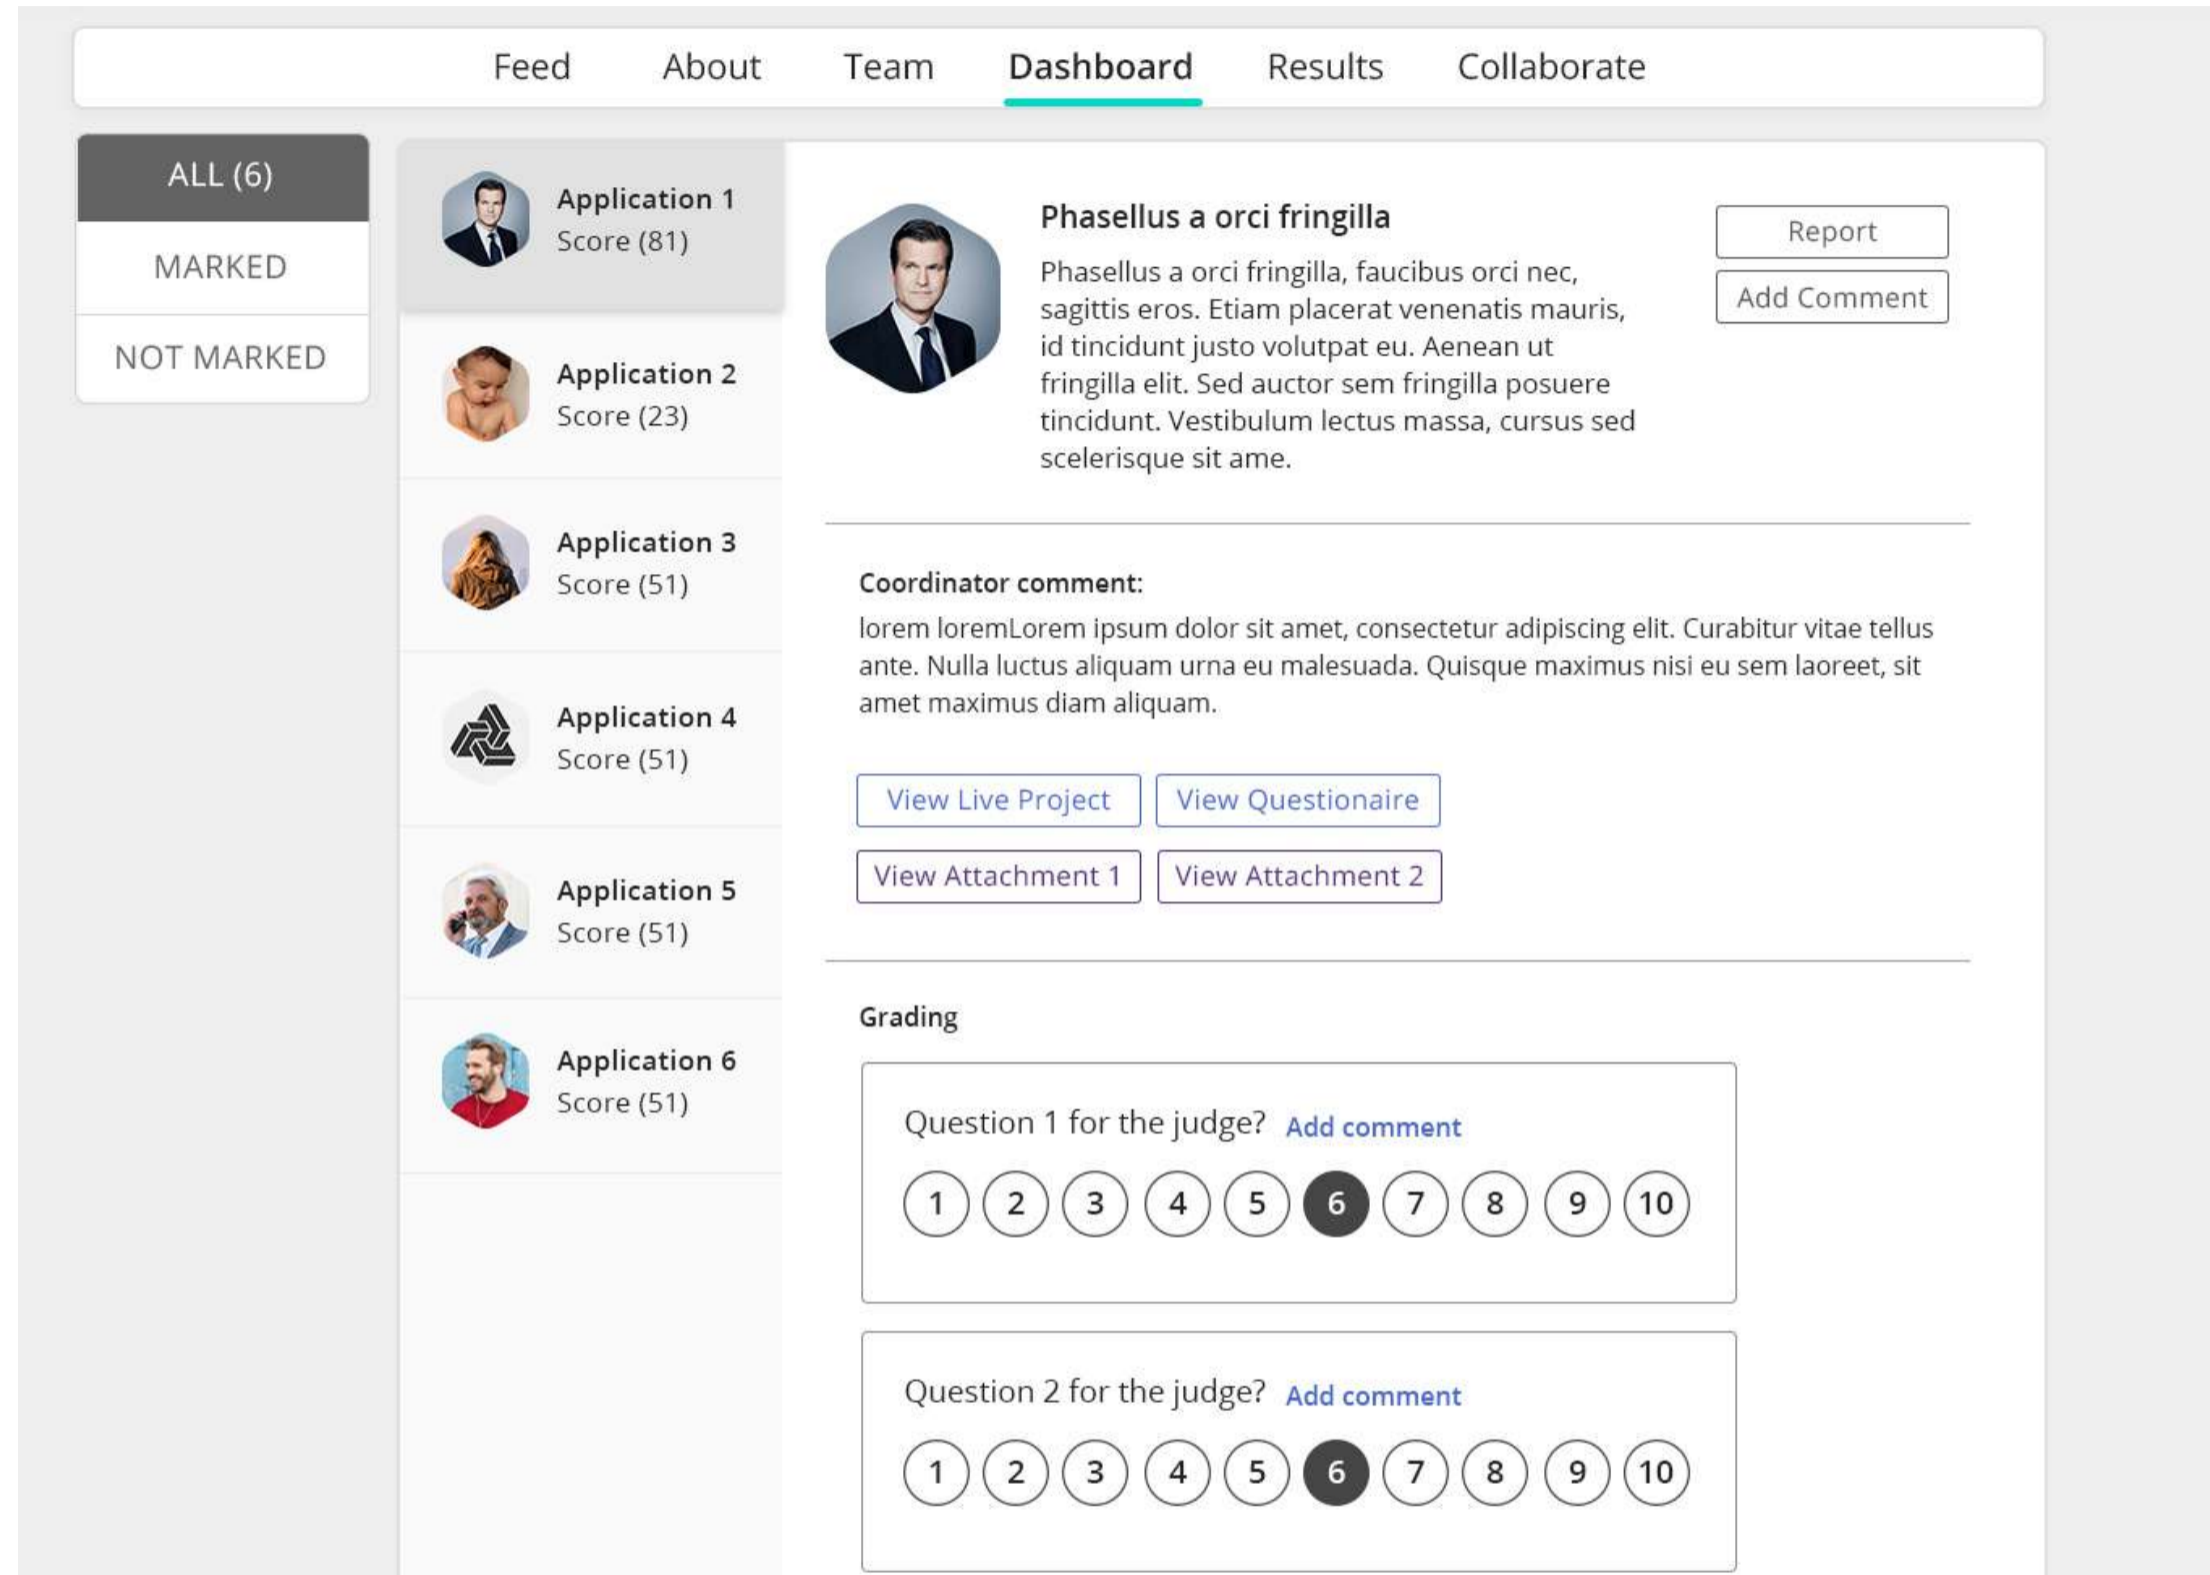 Feed About Team Dashboard Results Collaborate
ALL (6)
MARKED
NOT MARKED
Application 1
Score (81)
Application 2
Score (23)
Application 3
Score (51)
Application 4
Score (51)
Application 5
Score (51)
Application 6
Score (51)
Phasellus a orci fringilla
Phasellus a orci fringilla, faucibus orci nec,
sagittis eros. Etiam placerat venenatis mauris,
id tincidunt justo volutpat eu. Aenean ut
fringilla elit. Sed auctor sem fringilla posuere
tincidunt. Vestibulum lectus massa, cursus sed
scelerisque sit ame.
Report
Add Comment
Coordinator comment:
lorem loremLorem ipsum dolor sit amet, consectetur adipiscing elit. Curabitur vitae tellus
ante. Nulla luctus aliquam urna eu malesuada. Quisque maximus nisi eu sem laoreet, sit
amet maximus diam aliquam.
View Live Project View Questionaire
View Attachment 1 View Attachment 2
Grading
Question 1 for the judge? Add comment
1 2 3 4 5 6 7 8 9 10
Question 2 for the judge? Add comment
1 2 3 4 5 6 7 8 9 10